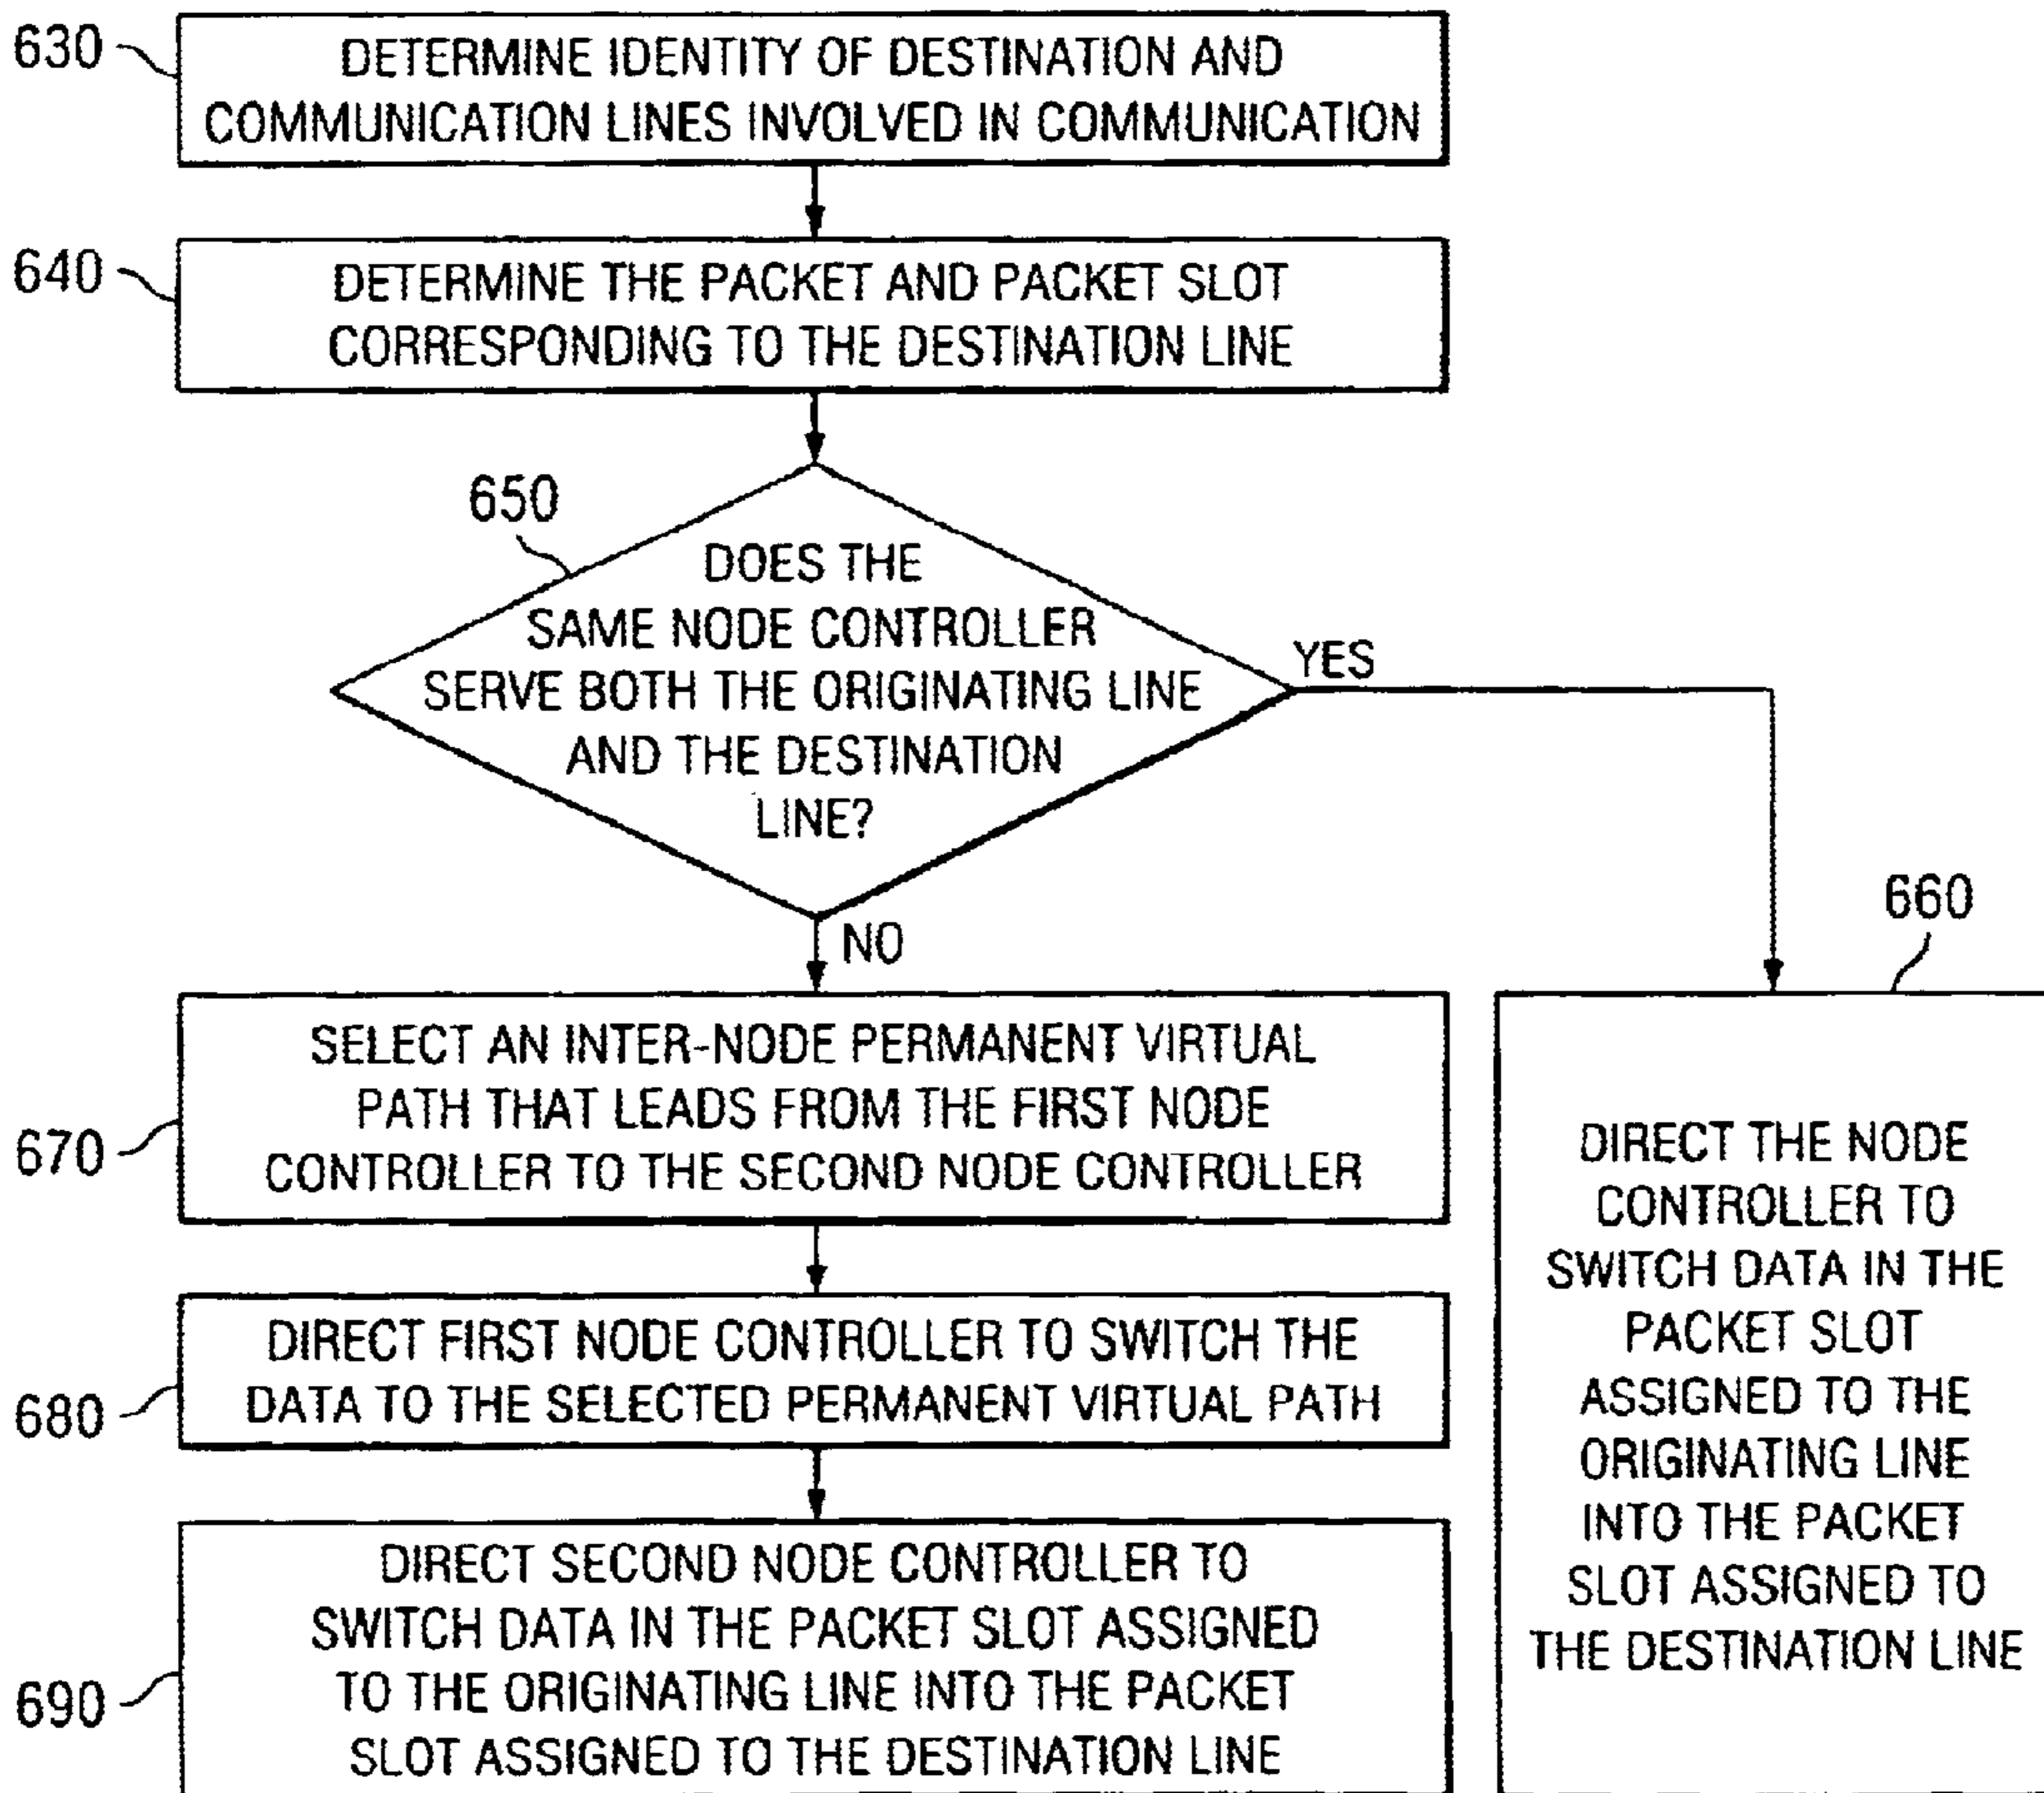 630
DETERMINE IDENTITY OF DESTINATION AND
COMMUNICATION LINES INVOLVED IN COMMUNICATION
640
DETERMINE THE PACKET AND PACKET SLOT
CORRESPONDING TO THE DESTINATION LINE
650
DOES THE
SAME NODE CONTROLLER
SERVE BOTH THE ORIGINATING LINE
AND THE DESTINATION
LINE?
YES
NO
660
DIRECT THE NODE
CONTROLLER TO
SWITCH DATA IN THE
PACKET SLOT
ASSIGNED TO THE
ORIGINATING LINE
INTO THE PACKET
SLOT ASSIGNED TO
THE DESTINATION LINE
670
SELECT AN INTER-NODE PERMANENT VIRTUAL
PATH THAT LEADS FROM THE FIRST NODE
CONTROLLER TO THE SECOND NODE CONTROLLER
680
DIRECT FIRST NODE CONTROLLER TO SWITCH THE
DATA TO THE SELECTED PERMANENT VIRTUAL PATH
690
DIRECT SECOND NODE CONTROLLER TO
SWITCH DATA IN THE PACKET SLOT ASSIGNED
TO THE ORIGINATING LINE INTO THE PACKET
SLOT ASSIGNED TO THE DESTINATION LINE